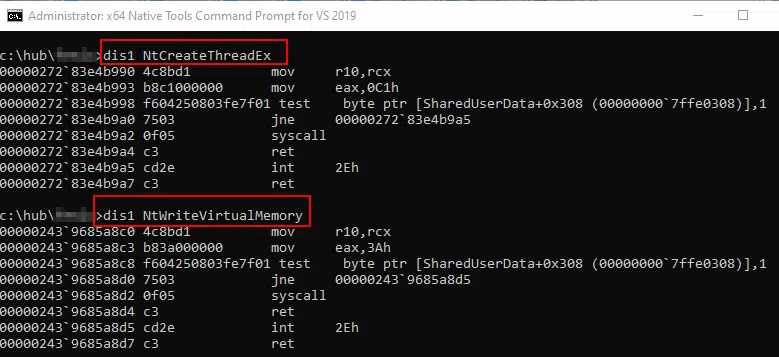 Administrator: x64 Native Tools Command Prompt for VS 2019
c:\hub\ >dis1 NtCreateThreadEx
00000272`83e4b990 4c8bd1 mov r10,rcx
00000272`83e4b993 b8c1000000 mov eax,0C1h
00000272`83e4b998 f604250803fe7f01 test byte ptr [SharedUserData+0x308 (00000000`7ffe0308)],1
00000272`83e4b9a0 7503 jne 00000272`83e4b9a5
00000272`83e4b9a2 0f05 syscall
00000272`83e4b9a4 c3 ret
00000272`83e4b9a5 cd2e int 2Eh
00000272`83e4b9a7 c3 ret
c:\hub\ >dis1 NtWriteVirtualMemory
00000243`9685a8c0 4c8bd1 mov r10,rcx
00000243`9685a8c3 b83a000000 mov eax,3Ah
00000243`9685a8c8 f604250803fe7f01 test byte ptr [SharedUserData+0x308 (00000000`7ffe0308)],1
00000243`9685a8d0 7503 jne 00000243`9685a8d5
00000243`9685a8d2 0f05 syscall
00000243`9685a8d4 c3 ret
00000243`9685a8d5 cd2e int 2Eh
00000243`9685a8d7 c3 ret